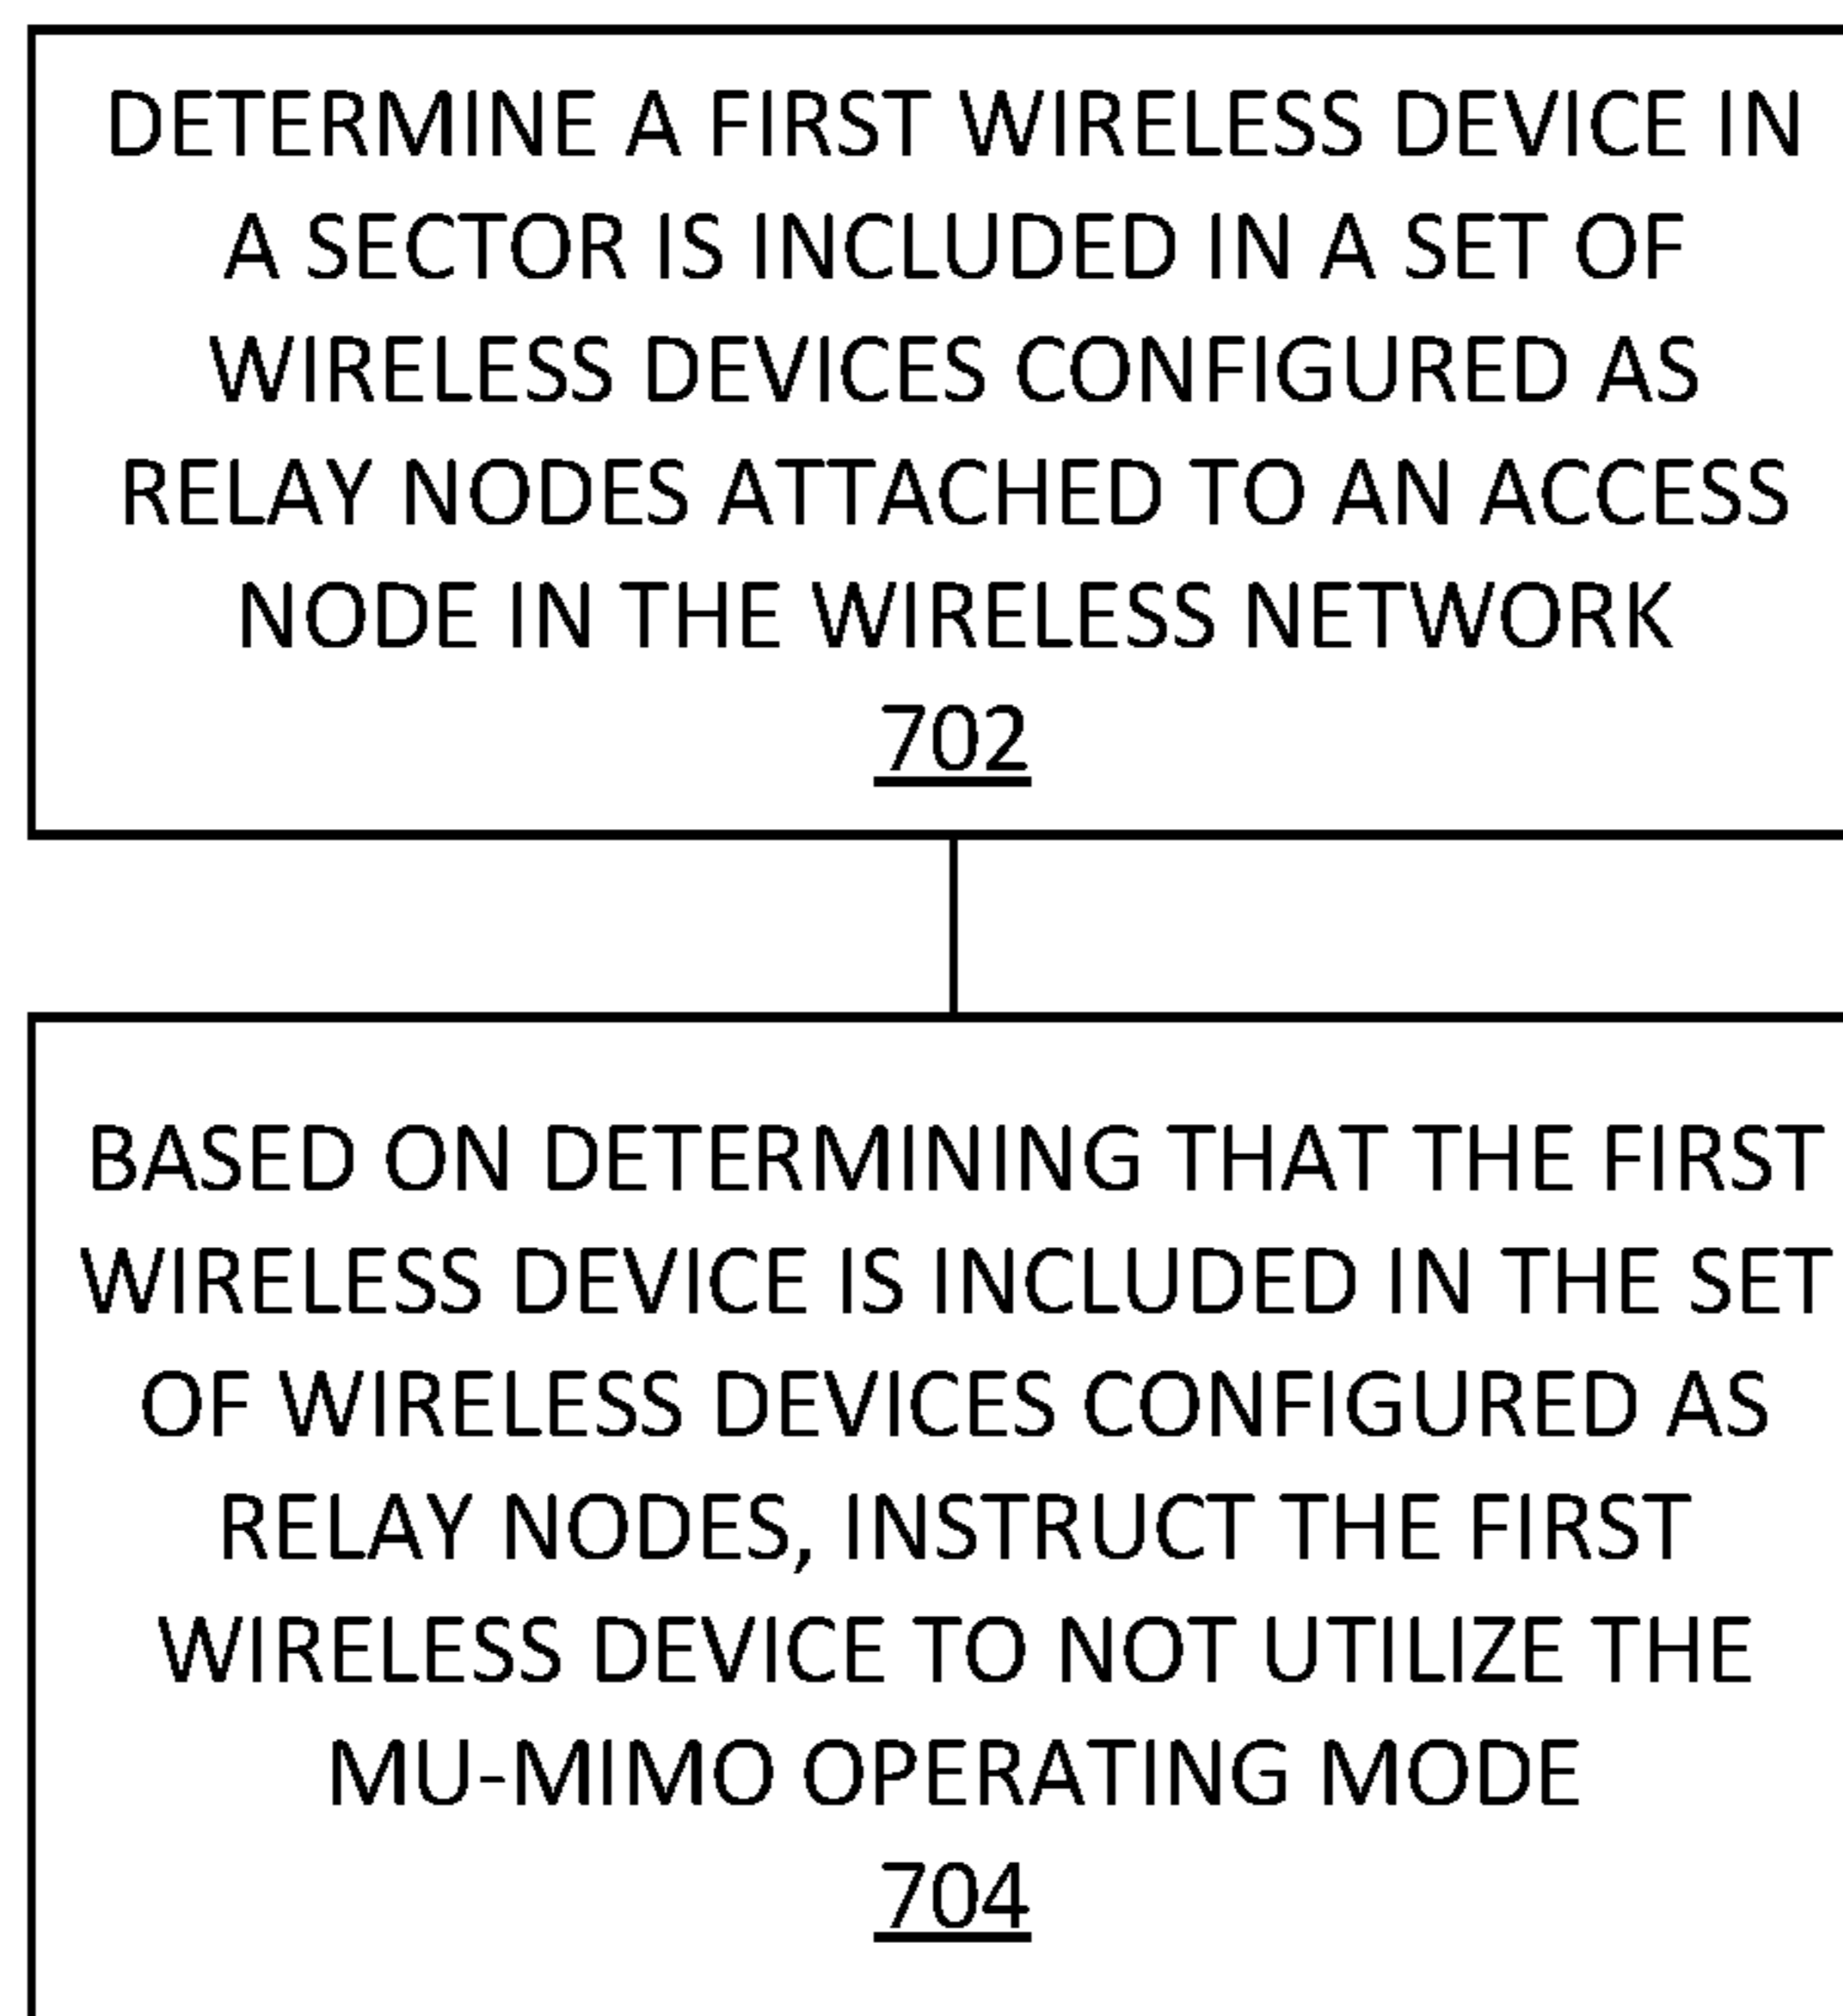 DETERMINE A FIRST WIRELESS DEVICE IN
A SECTOR IS INCLUDED IN A SET OF
WIRELESS DEVICES CONFIGURED AS
RELAY NODES ATTACHED TO AN ACCESS
NODE IN THE WIRELESS NETWORK
702
BASED ON DETERMINING THAT THE FIRST
WIRELESS DEVICE IS INCLUDED IN THE SET
OF WIRELESS DEVICES CONFIGURED AS
RELAY NODES, INSTRUCT THE FIRST
WIRELESS DEVICE TO NOT UTILIZE THE
MU-MIMO OPERATING MODE
704